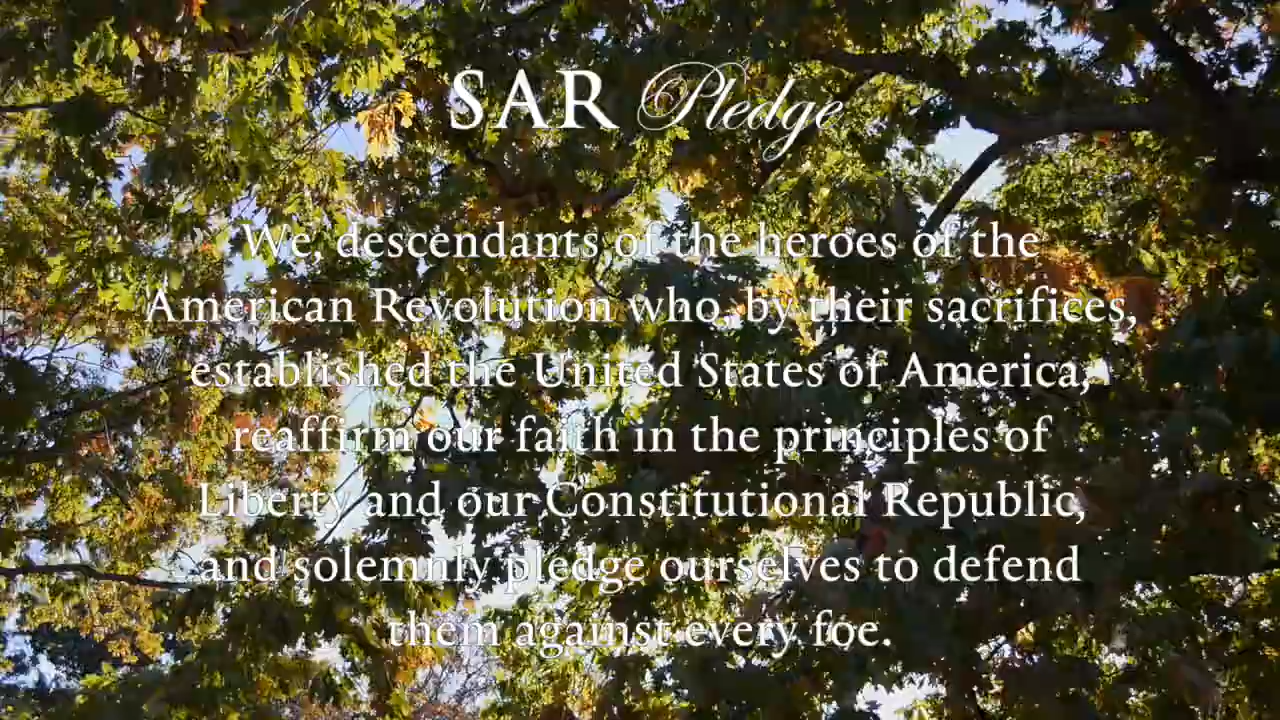 SAR Pledge
We, descendants of the heroes of the
American Revolution who, by their sacrifices,
established the United States of America,
reaffirm our faith in the principles of
Liberty and our Constitutional Republic,
and solemnly pledge ourselves to defend
them against every foe.